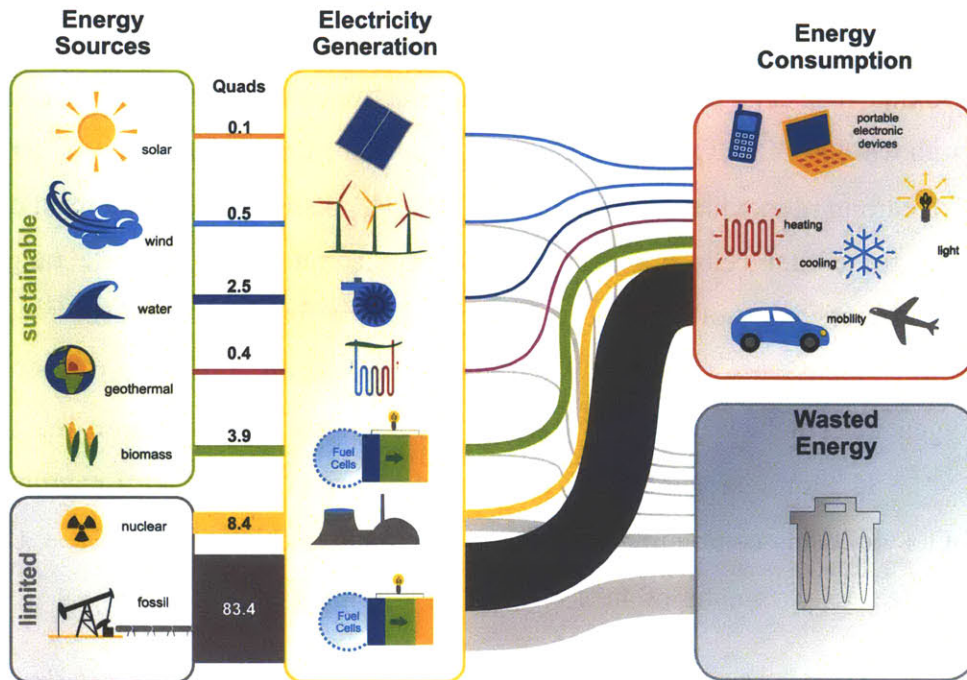 Energy
Sources
Electricity
Generation
Energy
Consumption
Quads
sustainable
solar
0.1
wind
0.5
water
2.5
geothermal
0.4
biomass
3.9
Fuel
Cells
limited
nuclear
8.4
fossil
83.4
Fuel
Cells
portable
electronic
devices
heating
cooling
light
mobility
Wasted
Energy